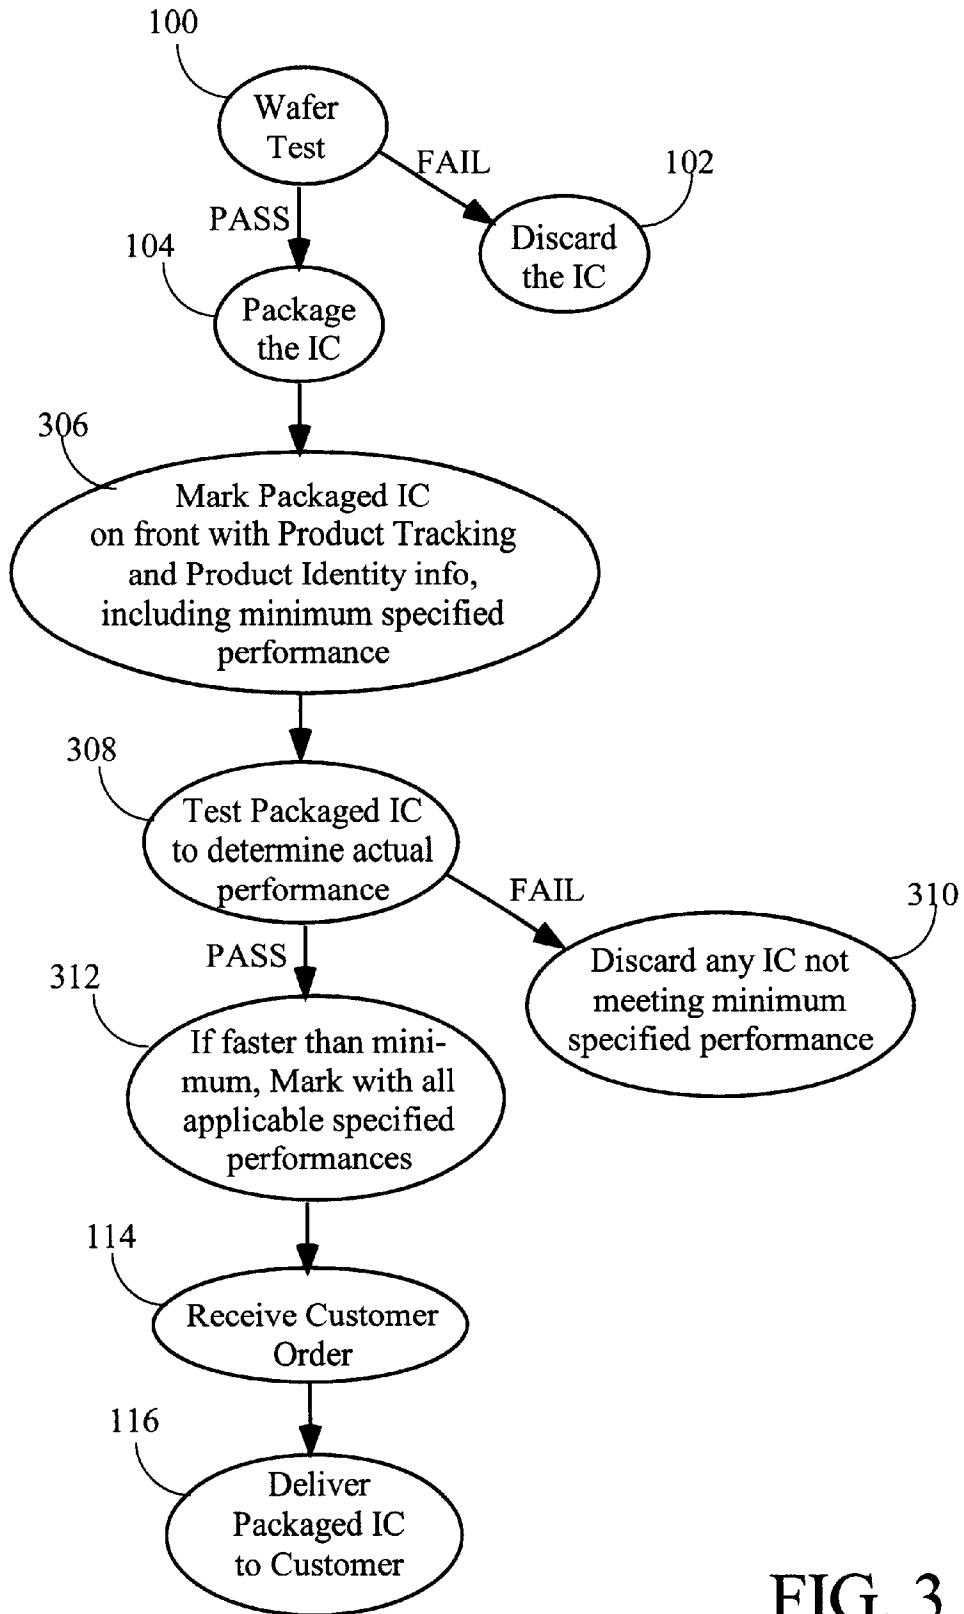 100
Wafer
Test
FAIL
102
PASS
Discard
the IC
104
Package
the IC
306
Mark Packaged IC
on front with Product Tracking
and Product Identity info,
including minimum specified
performance
308
Test Packaged IC
to determine actual
performance
FAIL
310
PASS
Discard any IC not
meeting minimum
specified performance
312
If faster than mini-
mum, Mark with all
applicable specified
performances
114
Receive Customer
Order
116
Deliver
Packaged IC
to Customer
FIG. 3